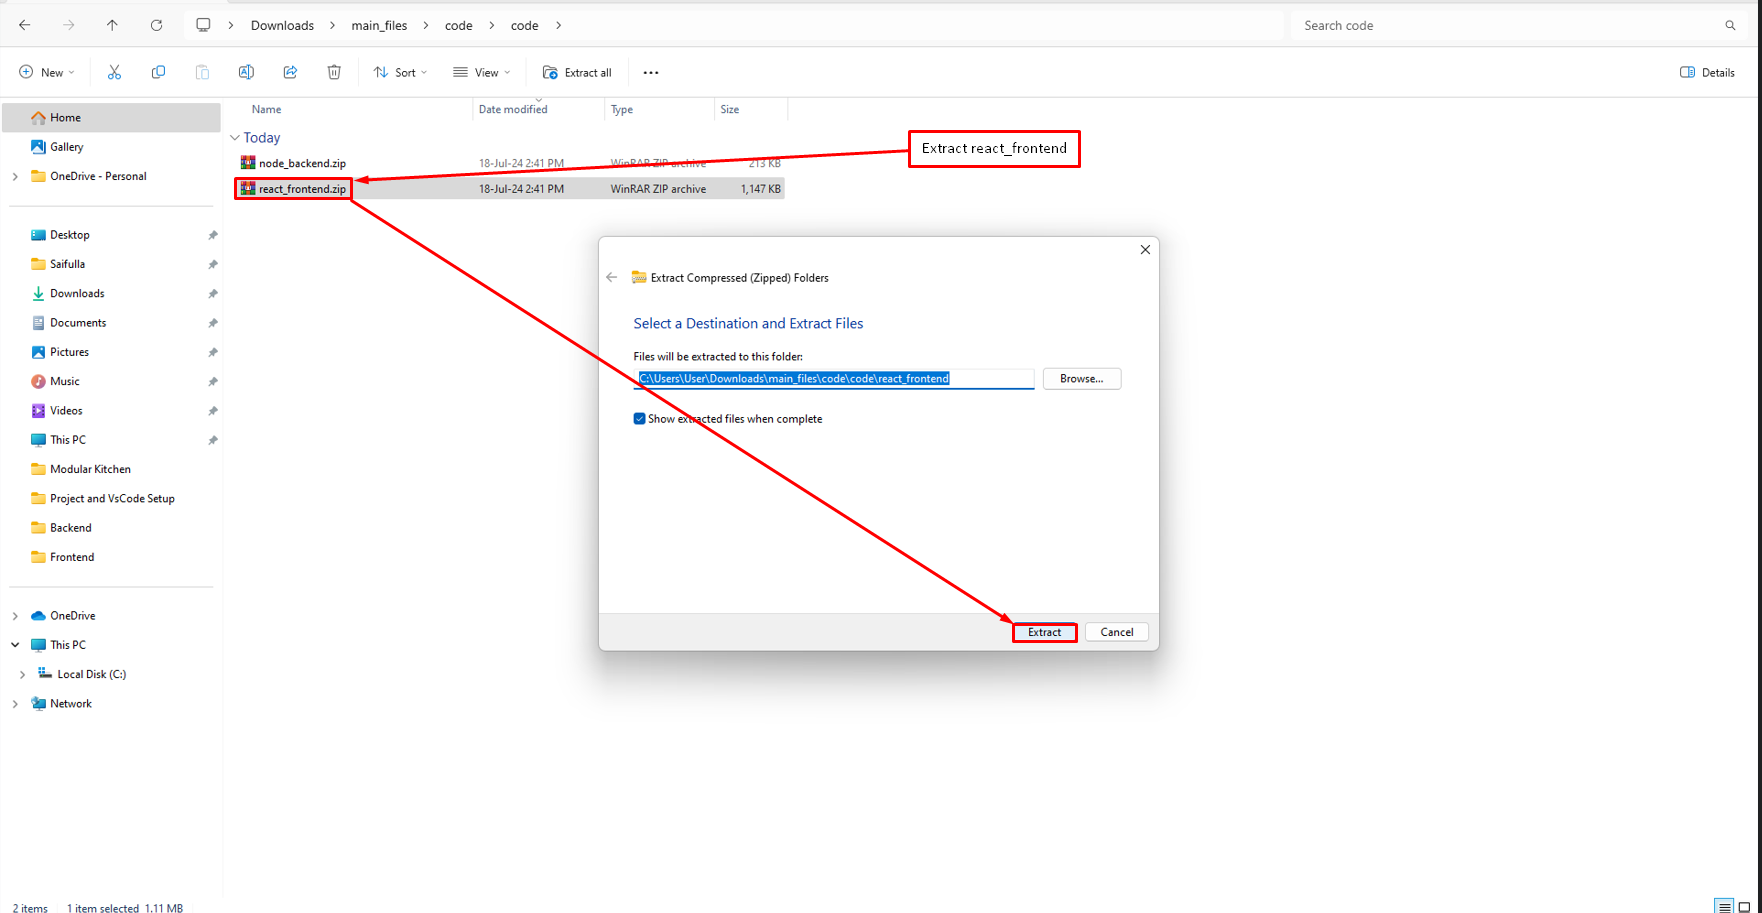 Downloads > main_files > code > code >
Search code
New
Sort
View
Extract all
...
Details
Name
Date modified
Type
Size
Home
Gallery
OneDrive - Personal
Desktop
Saifulla
Downloads
Documents
Pictures
Music
Videos
This PC
Modular Kitchen
Project and VsCode Setup
Backend
Frontend
OneDrive
This PC
Local Disk (C:)
Network
Today
node_backend.zip 18-Jul-24 2:41 PM WinRAR ZIP archive 213 KB
react_frontend.zip 18-Jul-24 2:41 PM WinRAR ZIP archive 1,147 KB
Extract react_frontend
Extract Compressed (Zipped) Folders
Select a Destination and Extract Files
Files will be extracted to this folder:
C:\Users\User\Downloads\main_files\code\code\react_frontend
Browse...
Show extracted files when complete
Extract
Cancel
2 items 1 item selected 1.11 MB